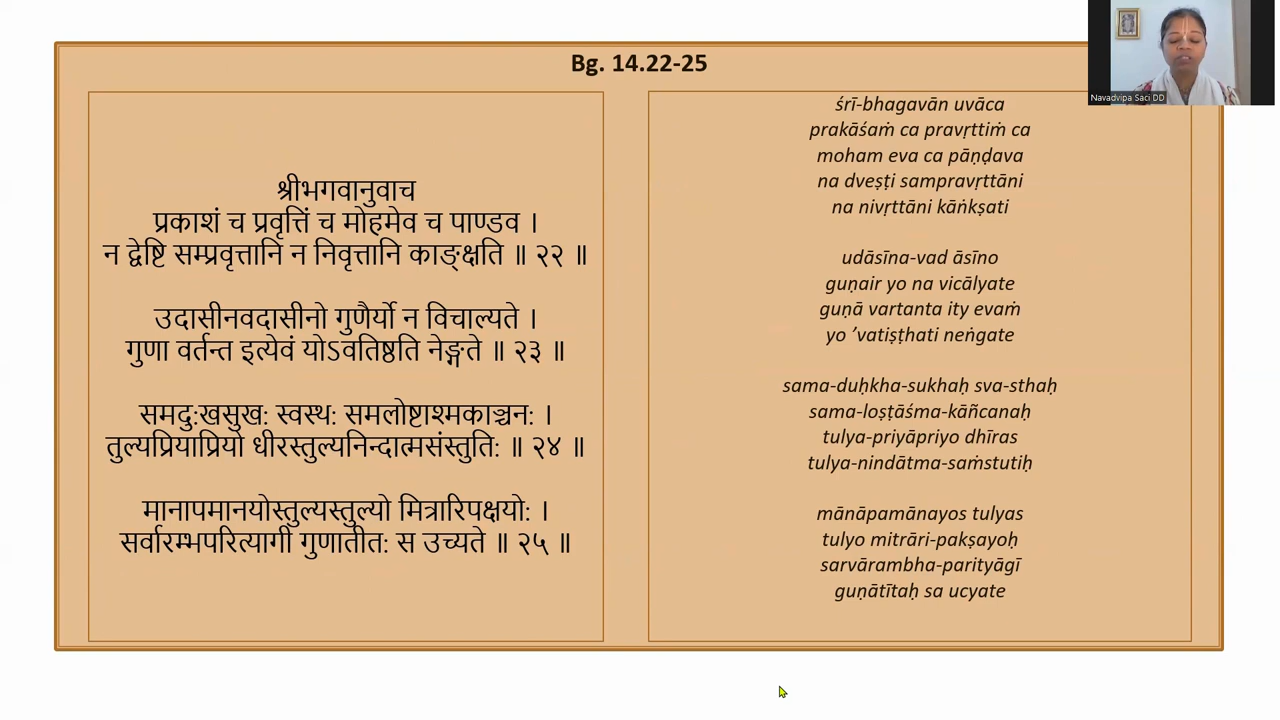 Bg. 14.22-25
श्रीभगवानुवाच
प्रकाशं च प्रवृत्तिं च मोहमेव च पाण्डव ।
न द्वेष्टि सम्प्रवृत्तानि न निवृत्तानि काङ्क्षति ॥ २२ ॥
उदासीनवदासीनो गुणैर्यो न विचाल्यते ।
गुणा वर्तन्त इत्येवं योऽवतिष्ठति नेङ्गते ॥ २३ ॥
समदु:खसुख: स्वस्थ: समलोष्टाश्मकाञ्चन: ।
तुल्यप्रियाप्रियो धीरस्तुल्यनिन्दात्मसंस्तुति: ॥ २४ ॥
मानापमानयोस्तुल्यस्तुल्यो मित्रारिपक्षयो: ।
सर्वारम्भपरित्यागी गुणातीत: स उच्यते ॥ २५ ॥
śrī-bhagavān uvāca
prakāśaṁ ca pravṛttiṁ ca
moham eva ca pāṇḍava
na dveṣṭi sampravṛttāni
na nivṛttāni kāṅkṣati
udāsīna-vad āsīno
guṇair yo na vicālyate
guṇā vartanta ity evaṁ
yo ’vatiṣṭhati neṅgate
sama-duḥkha-sukhaḥ sva-sthaḥ
sama-loṣṭāśma-kāñcanaḥ
tulya-priyāpriyo dhīras
tulya-nindātma-saṁstutiḥ
mānāpamānayos tulyas
tulyo mitrāri-pakṣayoḥ
sarvārambha-parityāgī
guṇātītaḥ sa ucyate
Navadvipa Saci DD